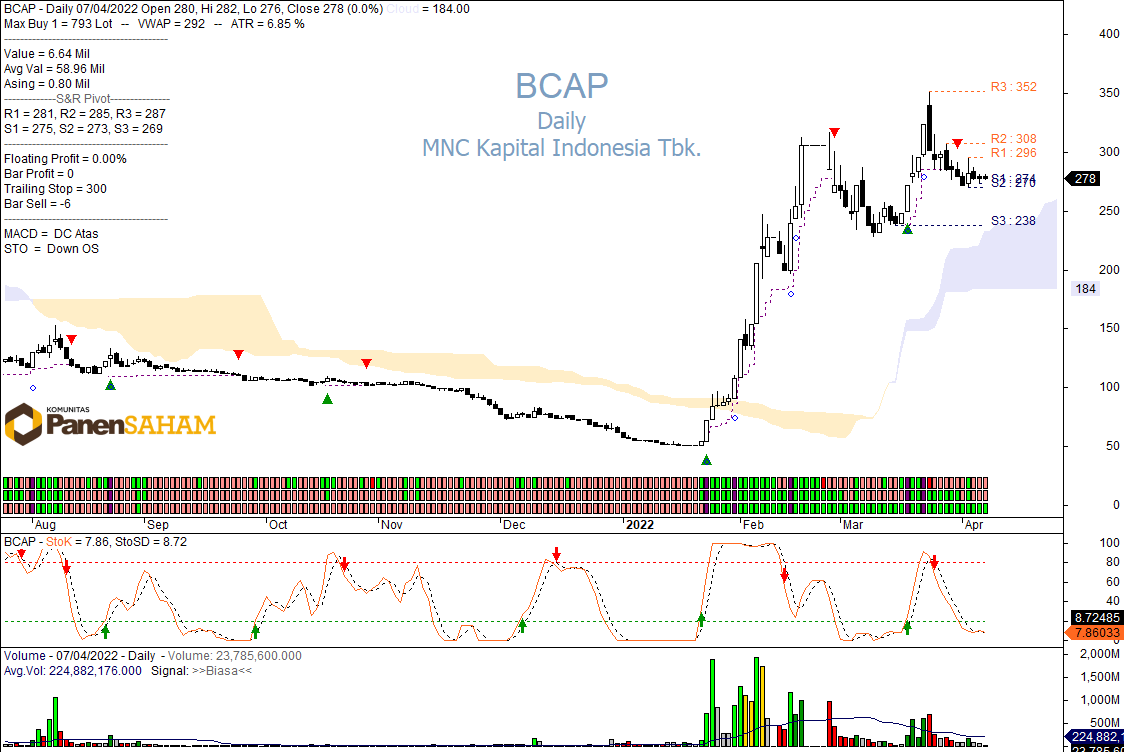 BCAP - Daily 07/04/2022 Open 280, Hi 282, Lo 276, Close 278 (0.0%) Cloud = 184.00
Max Buy 1 = 793 Lot -- VWAP = 292 -- ATR = 6.85 %
Value = 6.64 Mil
Avg Val = 58.96 Mil
Asing = 0.80 Mil
-------------S&R Pivot---------------
R1 = 281, R2 = 285, R3 = 287
S1 = 275, S2 = 273, S3 = 269
Floating Profit = 0.00%
Bar Profit = 0
Trailing Stop = 300
Bar Sell = -6
MACD = DC Atas
STO = Down OS
BCAP
Daily
MNC Kapital Indonesia Tbk.
R3 : 352
R2 : 308
R1 : 296
S1 : 274
S2 : 270
S3 : 238
400
350
300
278
250
200
184
150
100
50
0
KOMUNITAS
PanenSAHAM
Aug Sep Oct Nov Dec 2022 Feb Mar Apr
BCAP - StoK = 7.86, StoSD = 8.72
100
80
60
40
8.72485
7.86033
Volume - 07/04/2022 - Daily - Volume: 23,785,600.000
Avg.Vol: 224,882,176.000 Signal: >>Biasa<<
2,000M
1,500M
1,000M
500M
224,882,